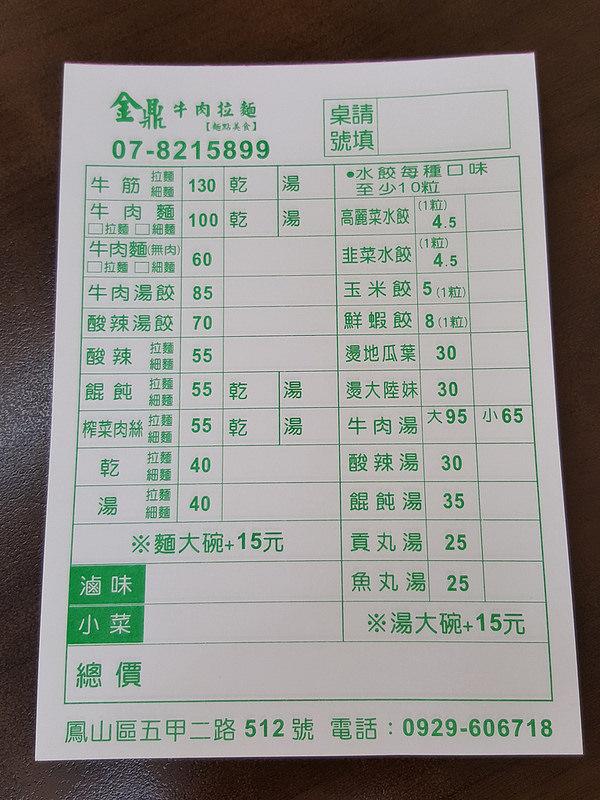 金鼎 牛肉拉麵
【麵點美食】
07-8215899
桌請
號填
牛筋 拉麵 細麵 130 乾 湯
牛肉麵 □拉麵 □細麵 100 乾 湯
牛肉麵(無肉) □拉麵 □細麵 60
牛肉湯餃 85
酸辣湯餃 70
酸辣 拉麵 細麵 55
餛飩 拉麵 細麵 55 乾 湯
榨菜肉絲 拉麵 細麵 55 乾 湯
乾 拉麵 細麵 40
湯 拉麵 細麵 40
※麵大碗+15元
滷味
小菜
●水餃每種口味
至少10粒
高麗菜水餃 (1粒) 4.5
韭菜水餃 (1粒) 4.5
玉米餃 5(1粒)
鮮蝦餃 8(1粒)
燙地瓜葉 30
燙大陸妹 30
牛肉湯 大95 小65
酸辣湯 30
餛飩湯 35
貢丸湯 25
魚丸湯 25
※湯大碗+15元
總價
鳳山區五甲二路512號 電話：0929-606718